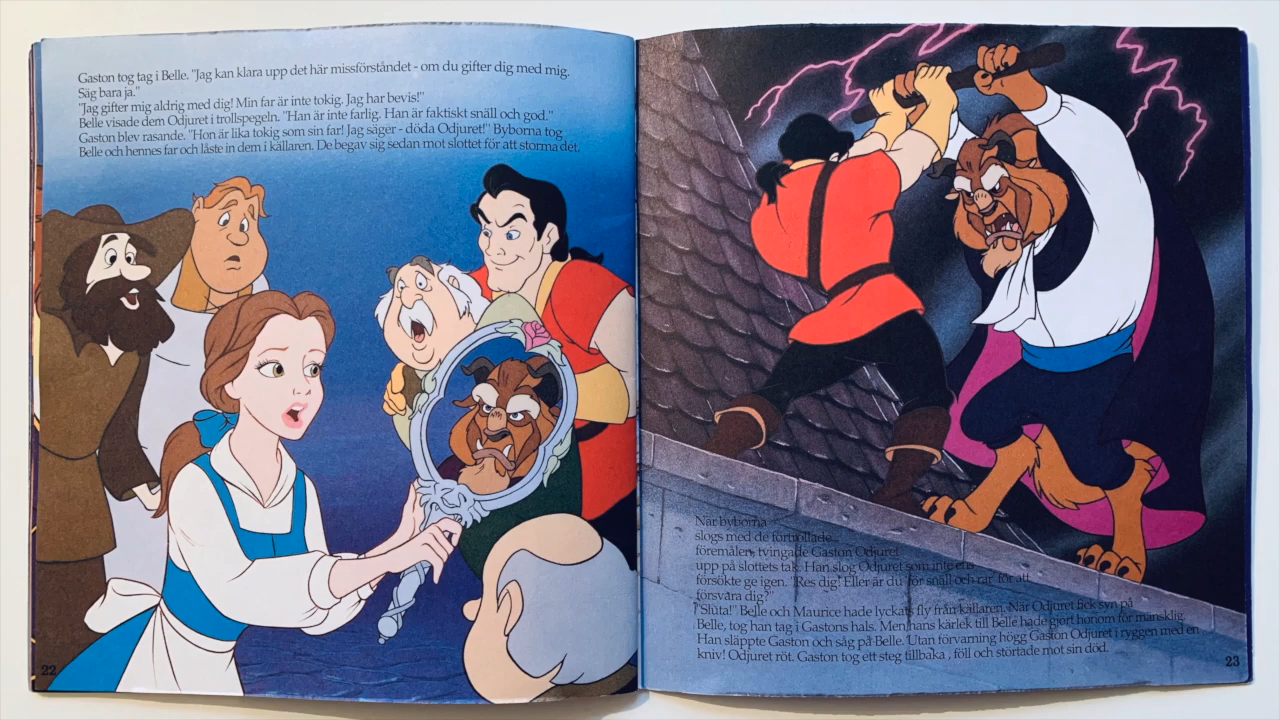 Gaston tog tag i Belle. "Jag kan klara upp det här missförståndet - om du gifter dig med mig.
Säg bara ja."
"Jag gifter mig aldrig med dig! Min far är inte tokig. Jag har bevis!"
Belle visade dem Odjuret i trollspegeln. "Han är inte farlig. Han är faktiskt snäll och god."
Gaston blev rasande. "Hon är lika tokig som sin far! Jag säger - döda Odjuret!" Byborna tog
Belle och hennes far och låste in dem i källaren. De begav sig sedan mot slottet för att storma det.
22
När byborna
slogs med de förtrollade
föremålen, tvingade Gaston Odjuret
upp på slottets tak. Han slog Odjuret som inte ens
försökte ge igen. "Res dig! Eller är du för snäll och rar för att
försvara dig?"
"Sluta!" Belle och Maurice hade lyckats fly från källaren. När Odjuret fick syn på
Belle, tog han tag i Gastons hals. Men hans kärlek till Belle hade gjort honom för mänsklig.
Han släppte Gaston och såg på Belle. Utan förvarning högg Gaston Odjuret i ryggen med en
kniv! Odjuret röt. Gaston tog ett steg tillbaka , föll och störtade mot sin död.
23